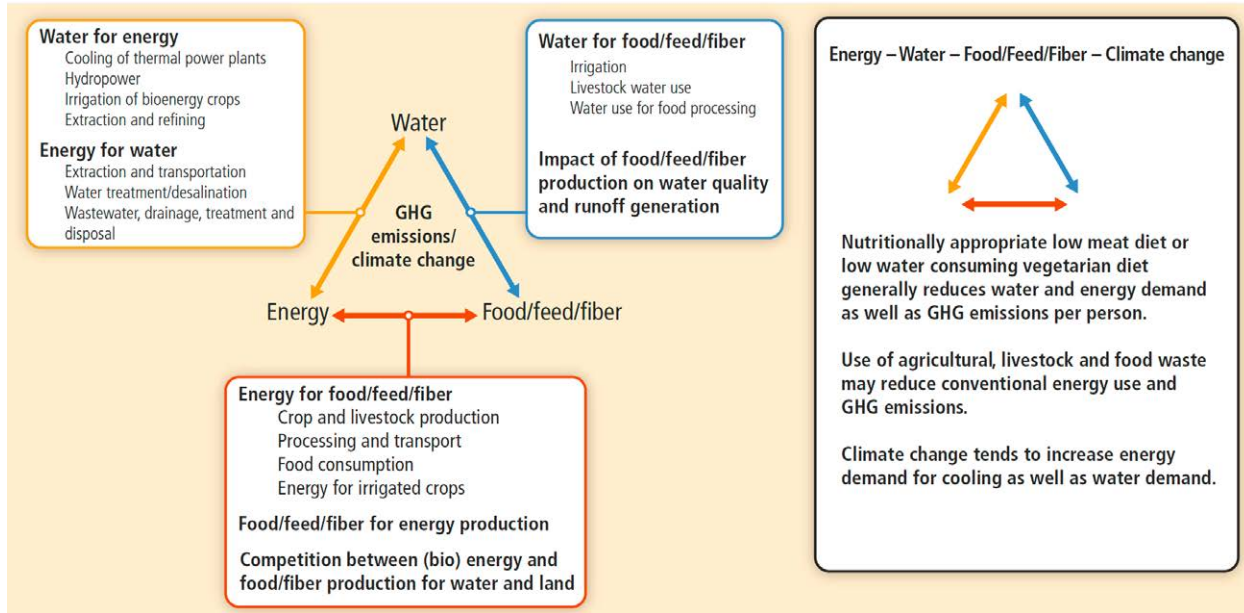 Water for energy
Cooling of thermal power plants
Hydropower
Irrigation of bioenergy crops
Extraction and refining
Energy for water
Extraction and transportation
Water treatment/desalination
Wastewater, drainage, treatment and
disposal
Water
GHG
emissions/
climate change
Energy
Food/feed/fiber
Water for food/feed/fiber
Irrigation
Livestock water use
Water use for food processing
Impact of food/feed/fiber
production on water quality
and runoff generation
Energy for food/feed/fiber
Crop and livestock production
Processing and transport
Food consumption
Energy for irrigated crops
Food/feed/fiber for energy production
Competition between (bio) energy and
food/fiber production for water and land
Energy – Water – Food/Feed/Fiber – Climate change
Nutritionally appropriate low meat diet or
low water consuming vegetarian diet
generally reduces water and energy demand
as well as GHG emissions per person.
Use of agricultural, livestock and food waste
may reduce conventional energy use and
GHG emissions.
Climate change tends to increase energy
demand for cooling as well as water demand.